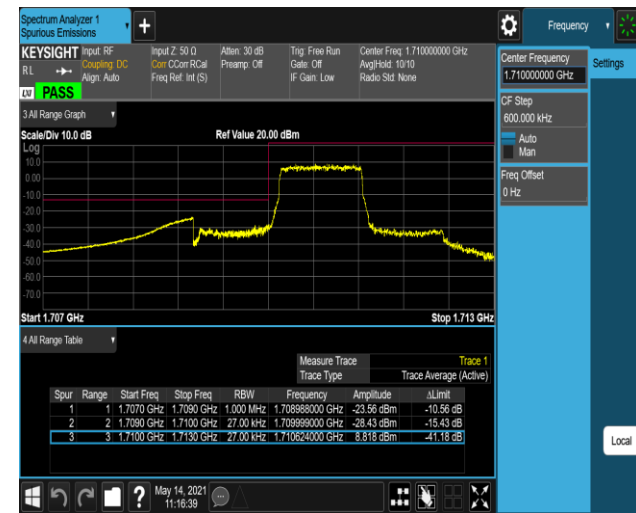 Spectrum Analyzer 1
Spurious Emissions
+
Frequency
KEYSIGHT Input: RF Input Z: 50 Ω Atten: 30 dB Trig: Free Run Center Freq: 1.710000000 GHz
RL Coupling: DC Corr CCorr RCal Preamp: Off Gate: Off Avg|Hold: 10/10
Align: Auto Freq Ref: Int (S) IF Gain: Low Radio Std: None
LXI PASS
Center Frequency
1.710000000 GHz
Settings
CF Step
600.000 kHz
Auto
Man
Freq Offset
0 Hz
3 All Range Graph
Scale/Div 10.0 dB Ref Value 20.00 dBm
Log
10.0
0.00
-10.0
-20.0
-30.0
-40.0
-50.0
-60.0
-70.0
Start 1.707 GHz Stop 1.713 GHz
4 All Range Table
Measure Trace Trace 1
Trace Type Trace Average (Active)
Spur Range Start Freq Stop Freq RBW Frequency Amplitude ΔLimit
1 1 1.7070 GHz 1.7090 GHz 1.000 MHz 1.708988000 GHz -23.56 dBm -10.56 dB
2 2 1.7090 GHz 1.7100 GHz 27.00 kHz 1.709999000 GHz -28.43 dBm -15.43 dB
3 3 1.7100 GHz 1.7130 GHz 27.00 kHz 1.710624000 GHz 8.818 dBm -41.18 dB
Local
? May 14, 2021
11:16:39